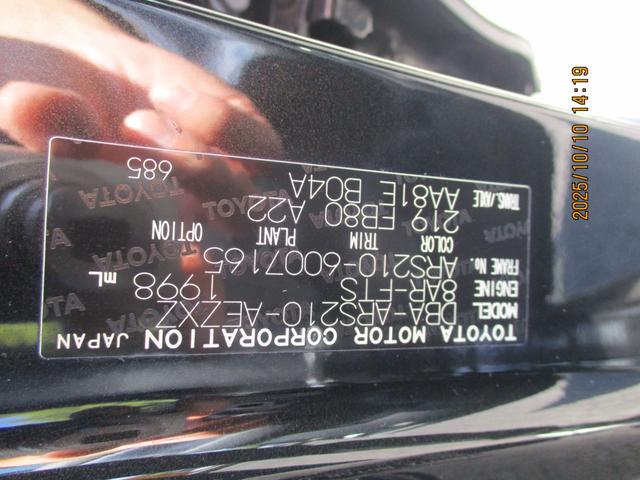 TOYOTA MOTOR CORPORATION JAPAN
MODEL DBA-ARS210-AEZXZ
ENGINE 8AR-FTS 1998 mL
FRAME No. ARS210-6007165
COLOR TRIM PLANT OPTION
219 EB80 A22
TRANS./AXLE AA81E B04A 685
2025/10/10 14:19